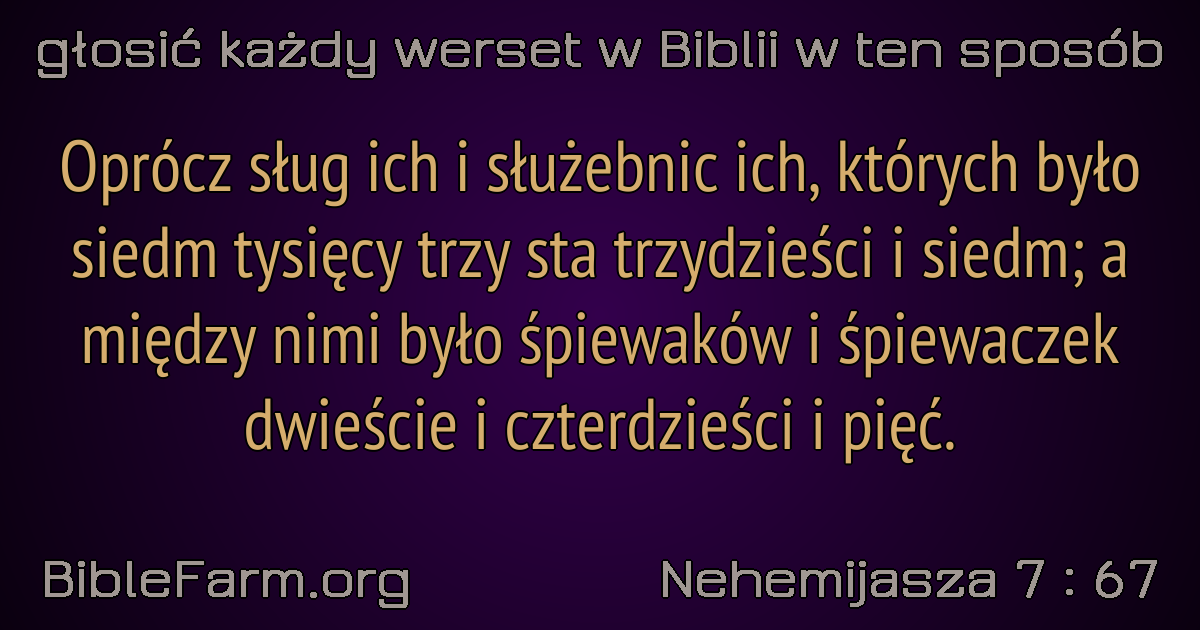 głosić każdy werset w Biblii w ten sposób
Oprócz sług ich i służebnic ich, których było
siedm tysięcy trzy sta trzydzieści i siedm; a
między nimi było śpiewaków i śpiewaczek
dwieście i czterdzieści i pięć.
BibleFarm.org
Nehemijasza 7 : 67